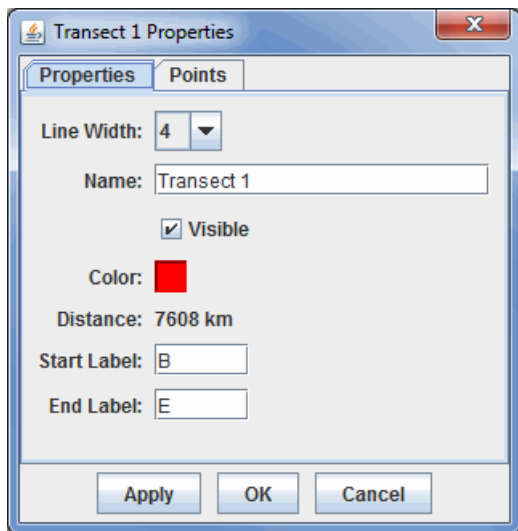 Transect 1 Properties
Properties Points
Line Width: 4
Name: Transect 1
Visible
Color:
Distance: 7608 km
Start Label: B
End Label: E
Apply OK Cancel